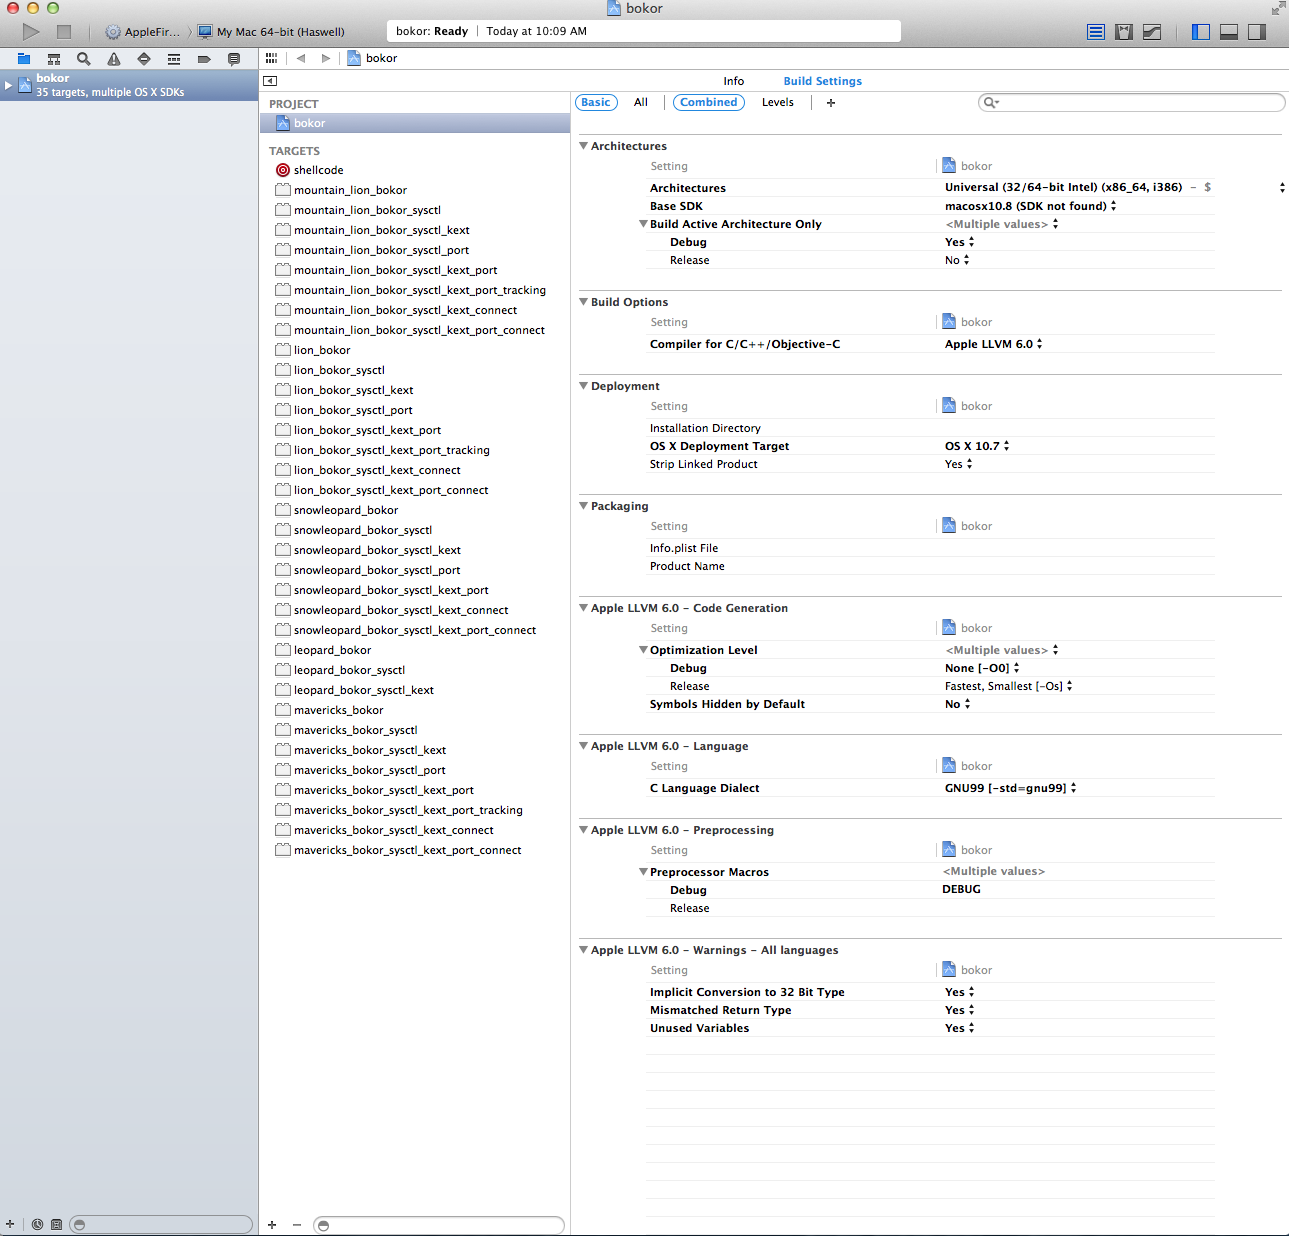 bokor
AppleFir... My Mac 64-bit (Haswell)
bokor: Ready Today at 10:09 AM
bokor
35 targets, multiple OS X SDKs
bokor
Info Build Settings
Basic All Combined Levels +
PROJECT
bokor
TARGETS
shellcode
mountain_lion_bokor
mountain_lion_bokor_sysctl
mountain_lion_bokor_sysctl_kext
mountain_lion_bokor_sysctl_port
mountain_lion_bokor_sysctl_kext_port
mountain_lion_bokor_sysctl_kext_port_tracking
mountain_lion_bokor_sysctl_kext_connect
mountain_lion_bokor_sysctl_kext_port_connect
lion_bokor
lion_bokor_sysctl
lion_bokor_sysctl_kext
lion_bokor_sysctl_port
lion_bokor_sysctl_kext_port
lion_bokor_sysctl_kext_port_tracking
lion_bokor_sysctl_kext_connect
lion_bokor_sysctl_kext_port_connect
snowleopard_bokor
snowleopard_bokor_sysctl
snowleopard_bokor_sysctl_kext
snowleopard_bokor_sysctl_port
snowleopard_bokor_sysctl_kext_port
snowleopard_bokor_sysctl_kext_connect
snowleopard_bokor_sysctl_kext_port_connect
leopard_bokor
leopard_bokor_sysctl
leopard_bokor_sysctl_kext
mavericks_bokor
mavericks_bokor_sysctl
mavericks_bokor_sysctl_kext
mavericks_bokor_sysctl_port
mavericks_bokor_sysctl_kext_port
mavericks_bokor_sysctl_kext_port_tracking
mavericks_bokor_sysctl_kext_connect
mavericks_bokor_sysctl_kext_port_connect
Architectures
Setting bokor
Architectures Universal (32/64-bit Intel) (x86_64, i386) – $
Base SDK macosx10.8 (SDK not found)
Build Active Architecture Only <Multiple values>
Debug Yes
Release No
Build Options
Setting bokor
Compiler for C/C++/Objective-C Apple LLVM 6.0
Deployment
Setting bokor
Installation Directory
OS X Deployment Target OS X 10.7
Strip Linked Product Yes
Packaging
Setting bokor
Info.plist File
Product Name
Apple LLVM 6.0 - Code Generation
Setting bokor
Optimization Level <Multiple values>
Debug None [-O0]
Release Fastest, Smallest [-Os]
Symbols Hidden by Default No
Apple LLVM 6.0 - Language
Setting bokor
C Language Dialect GNU99 [-std=gnu99]
Apple LLVM 6.0 - Preprocessing
Setting bokor
Preprocessor Macros <Multiple values>
Debug DEBUG
Release
Apple LLVM 6.0 - Warnings - All languages
Setting bokor
Implicit Conversion to 32 Bit Type Yes
Mismatched Return Type Yes
Unused Variables Yes